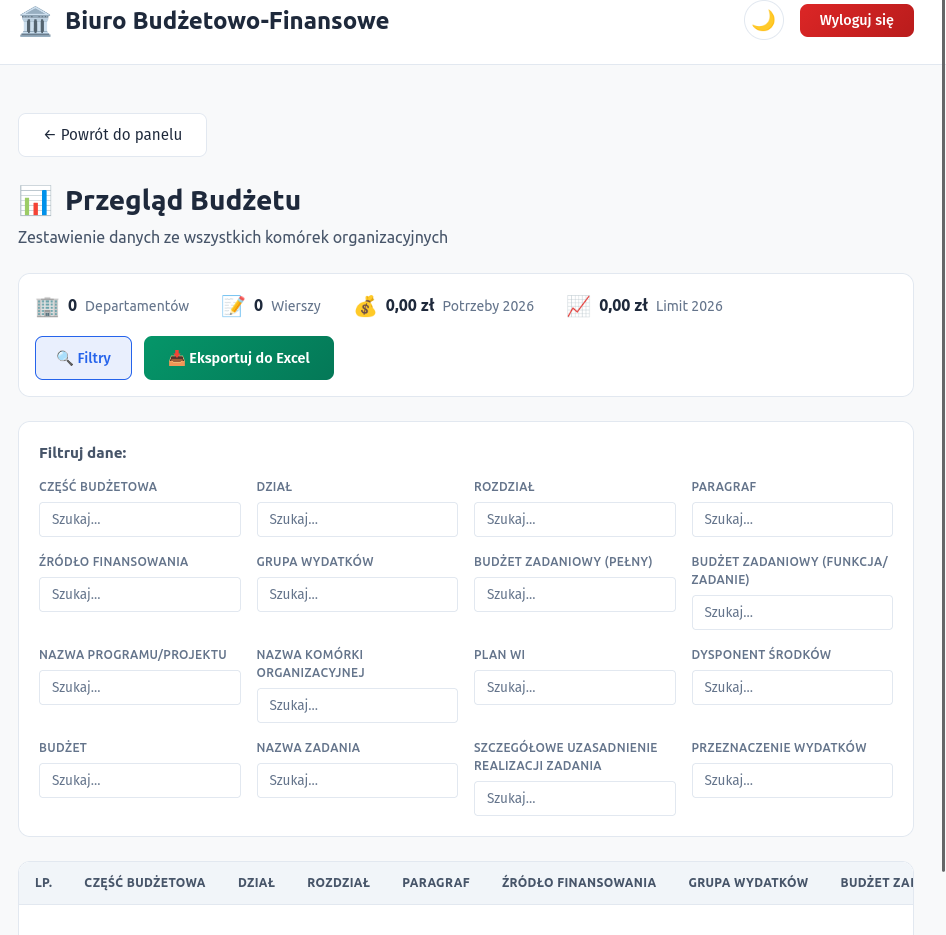 Biuro Budżetowo-Finansowe
Wyloguj się
← Powrót do panelu
Przegląd Budżetu
Zestawienie danych ze wszystkich komórek organizacyjnych
0 Departamentów 0 Wierszy 0,00 zł Potrzeby 2026 0,00 zł Limit 2026
Filtry Eksportuj do Excel
Filtruj dane:
CZĘŚĆ BUDŻETOWA DZIAŁ ROZDZIAŁ PARAGRAF
Szukaj... Szukaj... Szukaj... Szukaj...
ŹRÓDŁO FINANSOWANIA GRUPA WYDATKÓW BUDŻET ZADANIOWY (PEŁNY) BUDŻET ZADANIOWY (FUNKCJA/
ZADANIE)
Szukaj... Szukaj... Szukaj... Szukaj...
NAZWA PROGRAMU/PROJEKTU NAZWA KOMÓRKI PLAN WI DYSPONENT ŚRODKÓW
ORGANIZACYJNEJ
Szukaj... Szukaj... Szukaj... Szukaj...
BUDŻET NAZWA ZADANIA SZCZEGÓŁOWE UZASADNIENIE PRZEZNACZENIE WYDATKÓW
REALIZACJI ZADANIA
Szukaj... Szukaj... Szukaj... Szukaj...
LP. CZĘŚĆ BUDŻETOWA DZIAŁ ROZDZIAŁ PARAGRAF ŹRÓDŁO FINANSOWANIA GRUPA WYDATKÓW BUDŻET